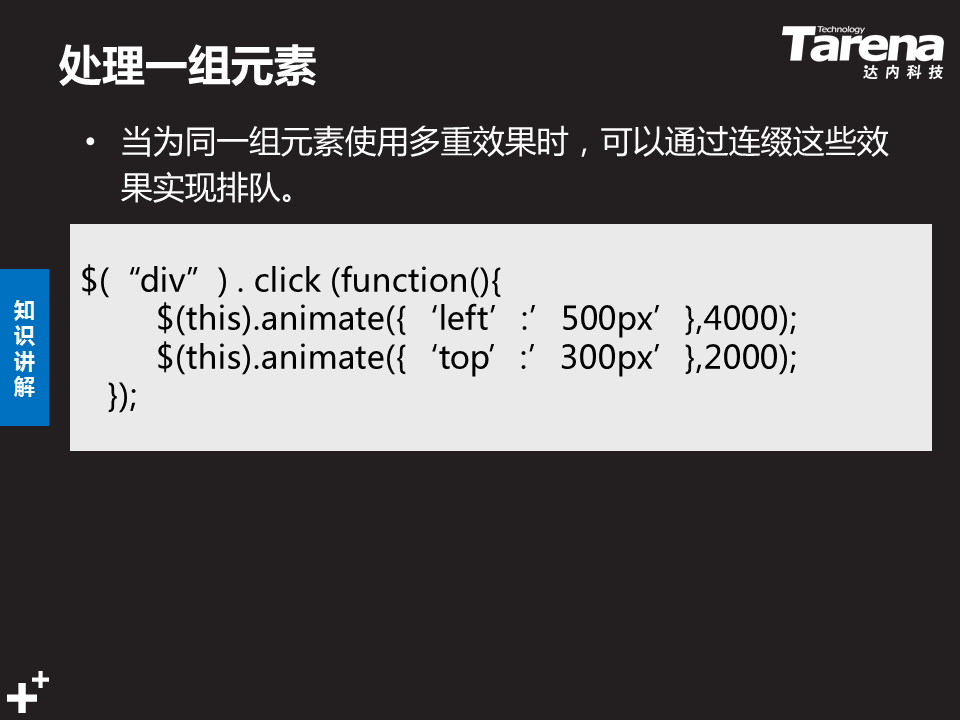 处理一组元素
Technology
Tarena
达内科技
• 当为同一组元素使用多重效果时，可以通过连缀这些效
果实现排队。
$(“div”) . click (function(){
$(this).animate({‘left’:’500px’},4000);
$(this).animate({‘top’:’300px’},2000);
});
知
识
讲
解